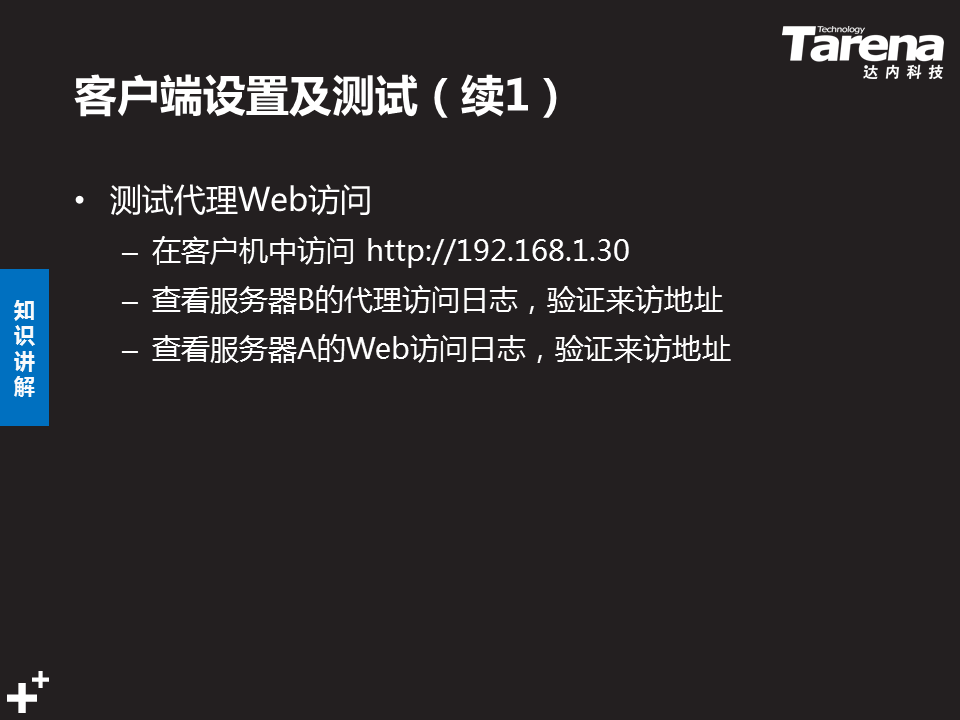 Technology
Tarena
达内科技
客户端设置及测试（续1）
• 测试代理Web访问
– 在客户机中访问 http://192.168.1.30
– 查看服务器B的代理访问日志，验证来访地址
– 查看服务器A的Web访问日志，验证来访地址
知
识
讲
解